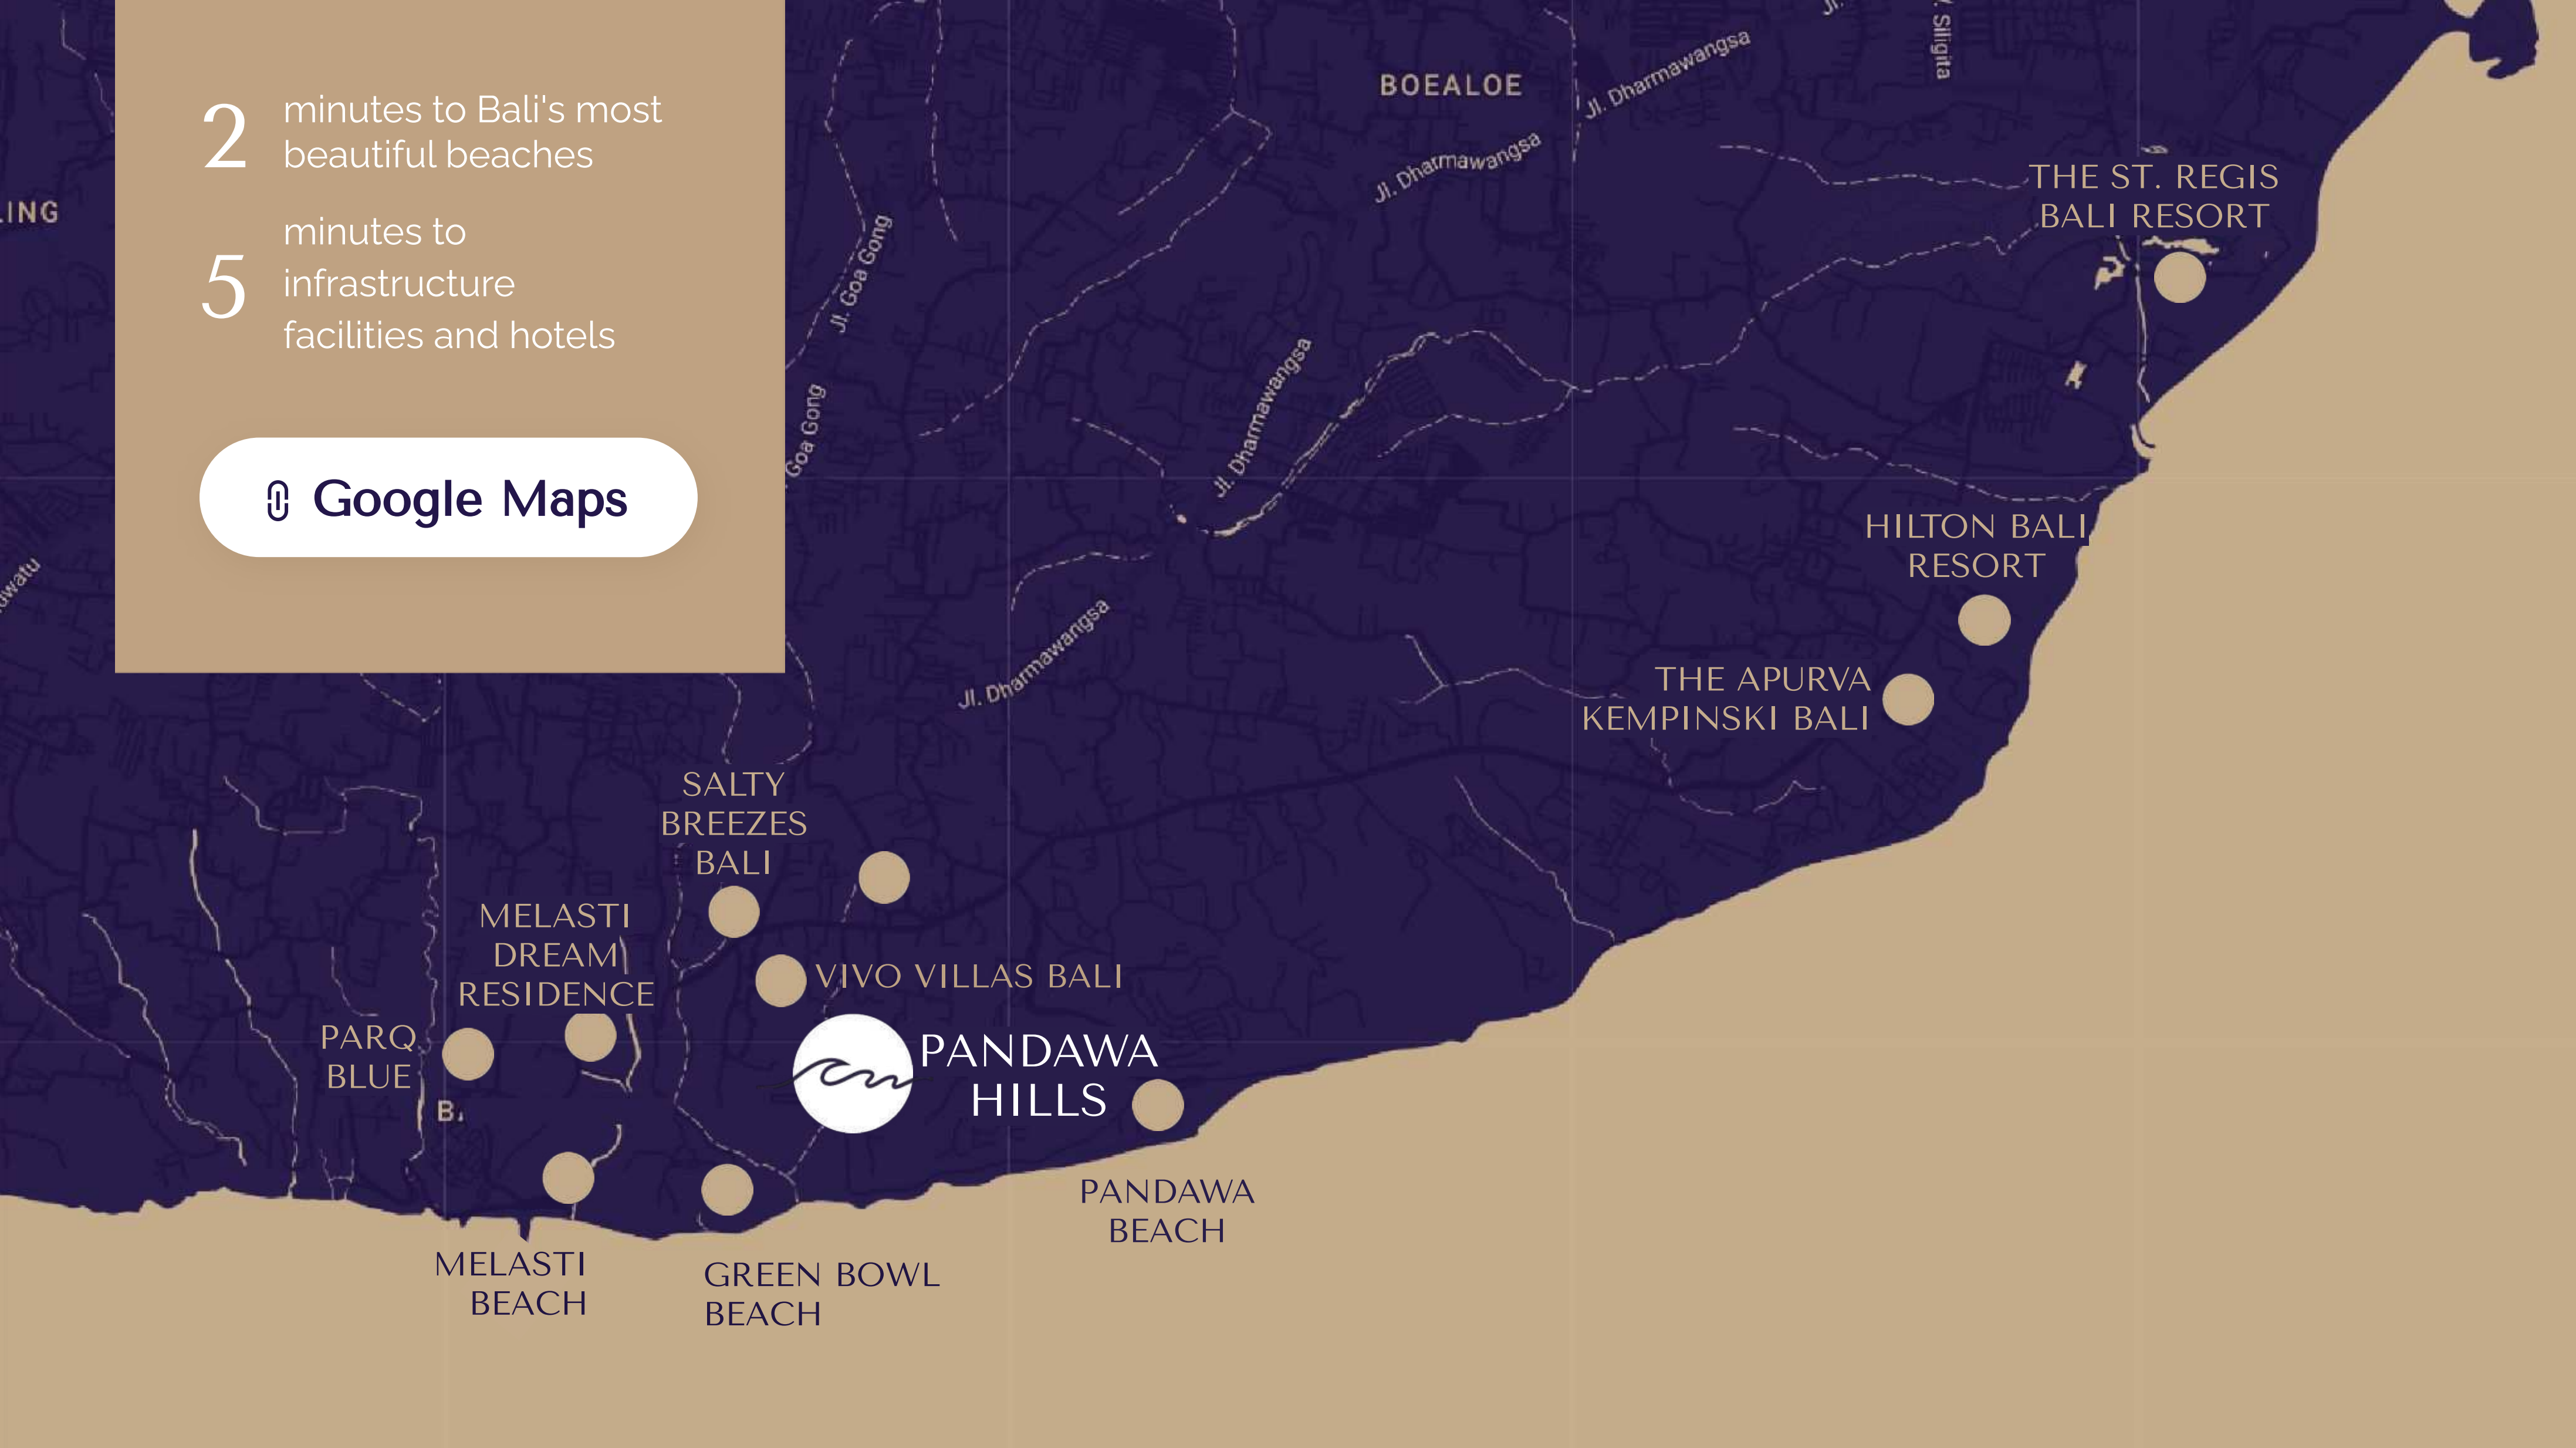 2
minutes to Bali's most
beautiful beaches
5
minutes to
infrastructure
facilities and hotels
Google Maps
BOEALOE
Jl. Dharmawangsa
Jl. Dharmawangsa
Siligita
Jl. Goa Gong
Goa Gong
Jl. Dharmawangsa
Jl. Dharmawangsa
THE ST. REGIS
BALI RESORT
HILTON BALI
RESORT
THE APURVA
KEMPINSKI BALI
SALTY
BREEZES
BALI
MELASTI
DREAM
RESIDENCE
VIVO VILLAS BALI
PARQ
BLUE
PANDAWA
HILLS
PANDAWA
BEACH
MELASTI
BEACH
GREEN BOWL
BEACH